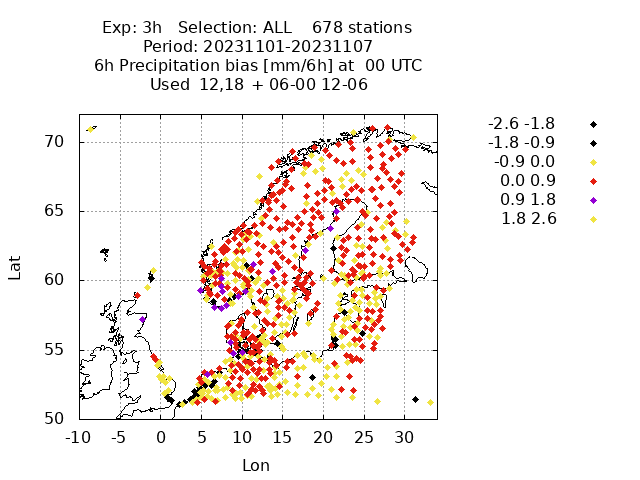 Exp: 3h Selection: ALL 678 stations
Period: 20231101-20231107
6h Precipitation bias [mm/6h] at 00 UTC
Used 12,18 + 06-00 12-06
-2.6 -1.8
-1.8 -0.9
-0.9 0.0
0.0 0.9
0.9 1.8
1.8 2.6
70
65
60
55
50
Lat
-10 -5 0 5 10 15 20 25 30
Lon